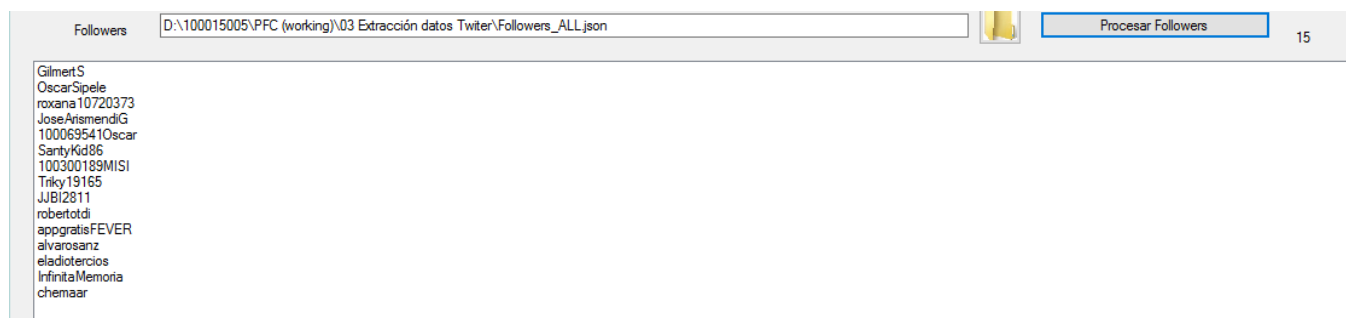 Followers D:\100015005\PFC (working)\03 Extracción datos Twiter\Followers_ALL.json Procesar Followers 15
GilmertS
OscarSipele
roxana10720373
JoseArismendiG
100069541Oscar
SantyKid86
100300189MISI
Triky19165
JJBI2811
robertotdi
appgratisFEVER
alvarosanz
eladiotercios
InfinitaMemoria
chemaar